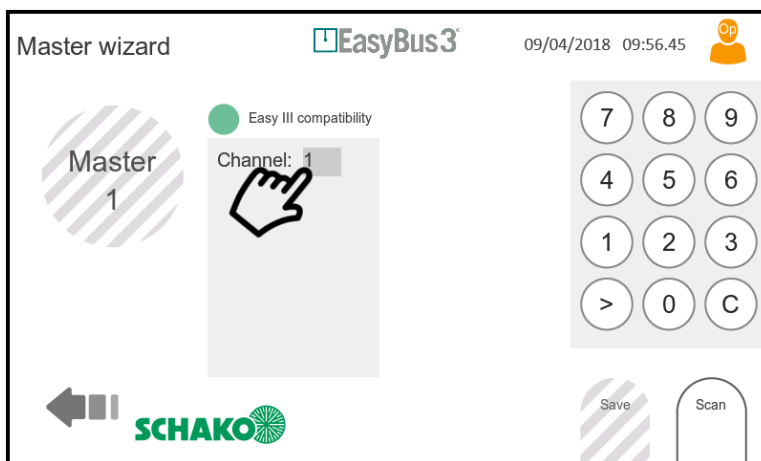 Master wizard
EasyBus3
09/04/2018 09:56.45
Op
Easy III compatibility
Master
1
Channel: 1
7 8 9
4 5 6
1 2 3
> 0 C
SCHAKO
Save
Scan